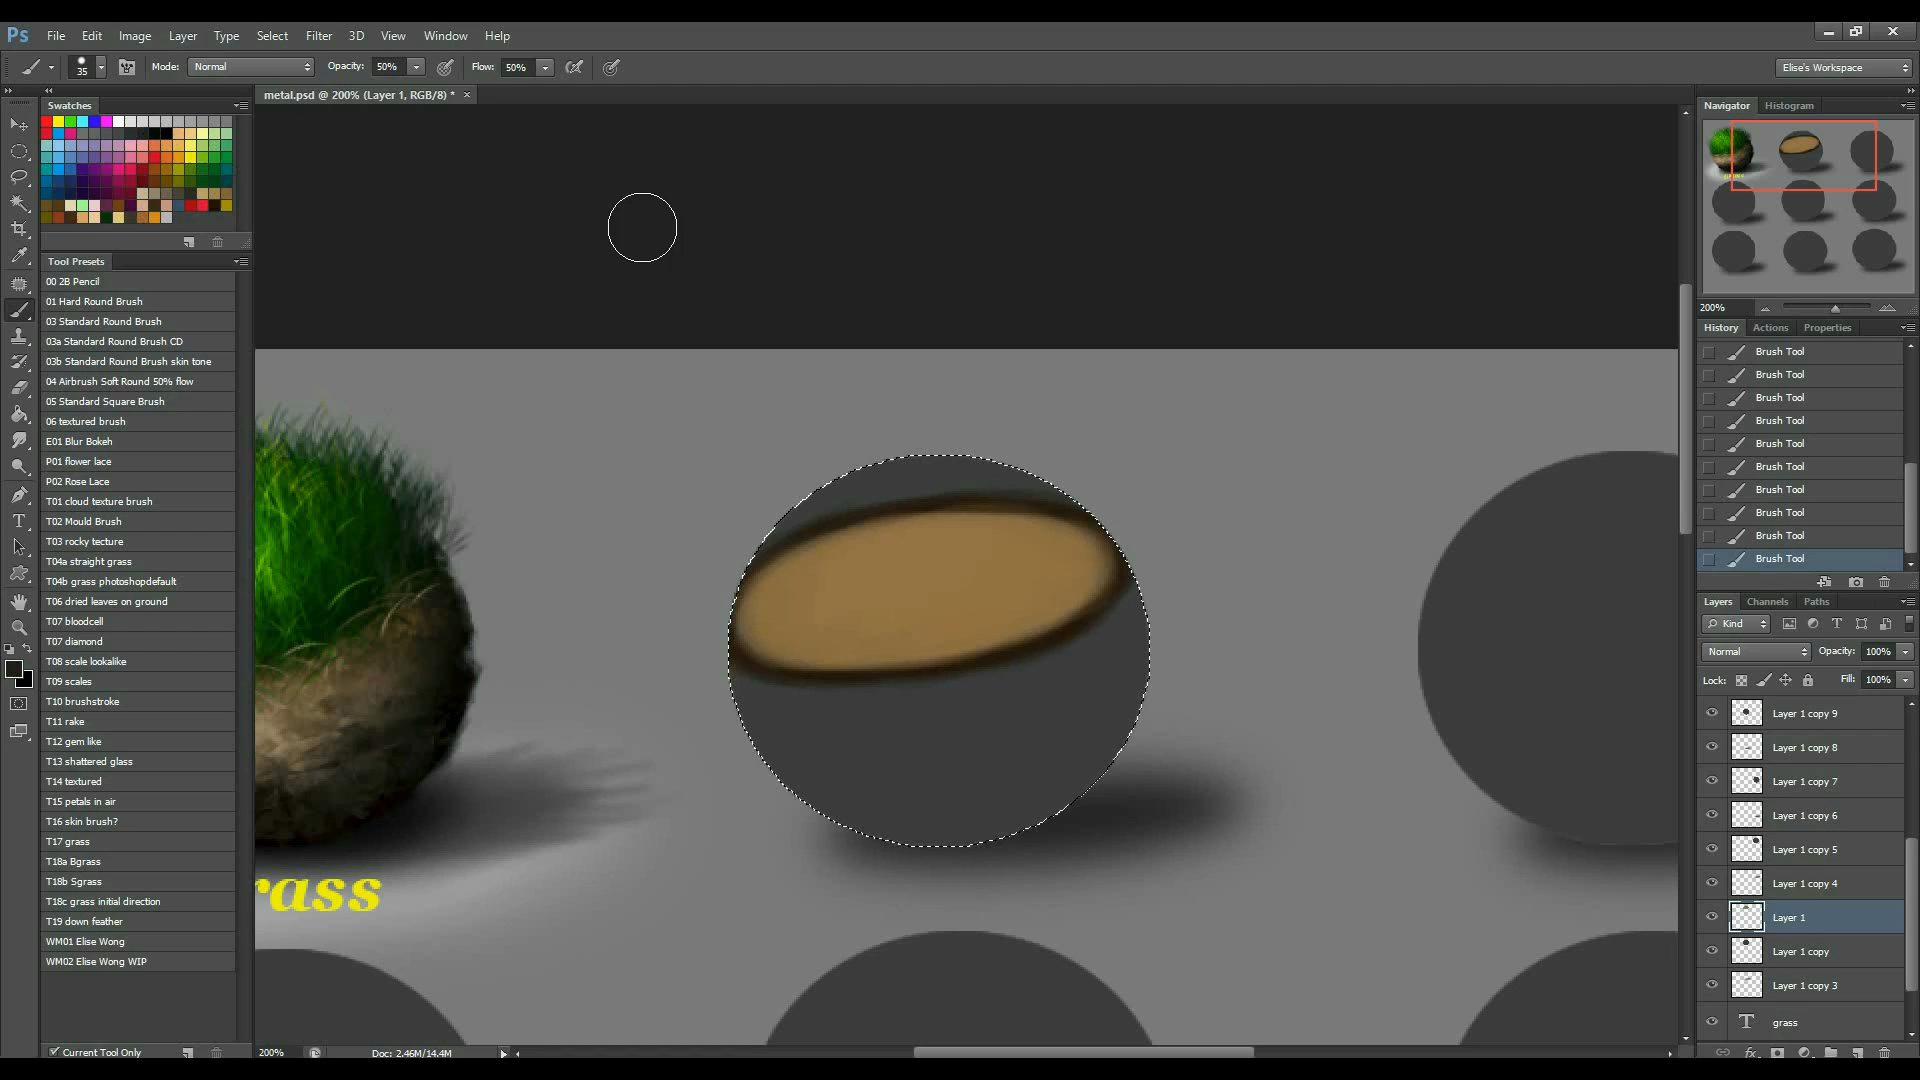 Ps File Edit Image Layer Type Select Filter 3D View Window Help
35 Mode: Normal Opacity: 50% Flow: 50% Elise's Workspace
metal.psd @ 200% (Layer 1, RGB/8) * ×
Swatches
Tool Presets
00 2B Pencil
01 Hard Round Brush
03 Standard Round Brush
03a Standard Round Brush CD
03b Standard Round Brush skin tone
04 Airbrush Soft Round 50% flow
05 Standard Square Brush
06 textured brush
E01 Blur Bokeh
P01 flower lace
P02 Rose Lace
T01 cloud texture brush
T02 Mould Brush
T03 rocky tecture
T04a straight grass
T04b grass photoshopdefault
T06 dried leaves on ground
T07 bloodcell
T07 diamond
T08 scale lookalike
T09 scales
T10 brushstroke
T11 rake
T12 gem like
T13 shattered glass
T14 textured
T15 petals in air
T16 skin brush?
T17 grass
T18a Bgrass
T18b Sgrass
T18c grass initial direction
T19 down feather
WM01 Elise Wong
WM02 Elise Wong WIP
Current Tool Only
rass
200% Doc: 2.46M/14.4M
Navigator Histogram
200%
History Actions Properties
Brush Tool
Brush Tool
Brush Tool
Brush Tool
Brush Tool
Brush Tool
Brush Tool
Brush Tool
Brush Tool
Brush Tool
Layers Channels Paths
Kind
Normal Opacity: 100%
Lock: Fill: 100%
Layer 1 copy 9
Layer 1 copy 8
Layer 1 copy 7
Layer 1 copy 6
Layer 1 copy 5
Layer 1 copy 4
Layer 1
Layer 1 copy
Layer 1 copy 3
T grass